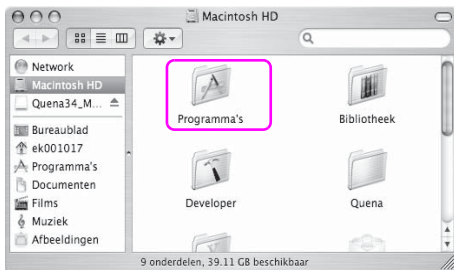 Macintosh HD
Network
Macintosh HD
Quena34_M...
Bureaublad
ek001017
Programma's
Documenten
Films
Muziek
Afbeeldingen
Programma's
Bibliotheek
Developer
Quena
9 onderdelen, 39.11 GB beschikbaar